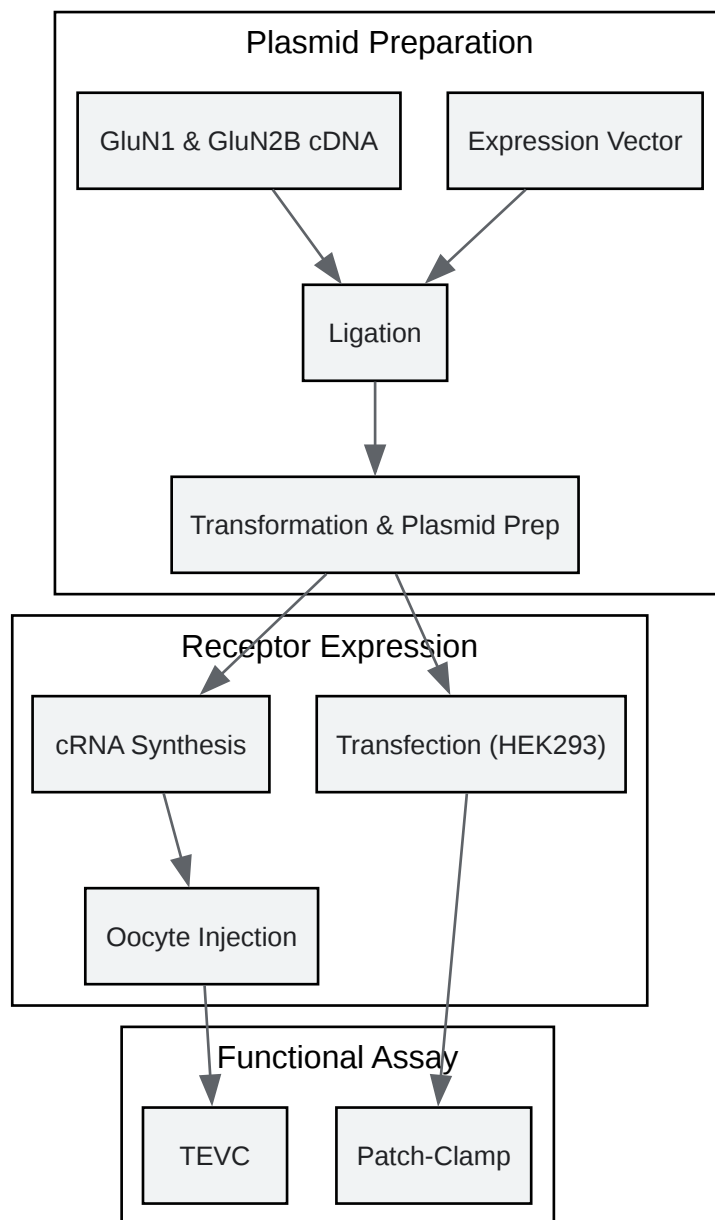 Plasmid Preparation
GluN1 & GluN2B cDNA
Expression Vector
Ligation
Transformation & Plasmid Prep
Receptor Expression
cRNA Synthesis
Transfection (HEK293)
Oocyte Injection
Functional Assay
TEVC
Patch-Clamp